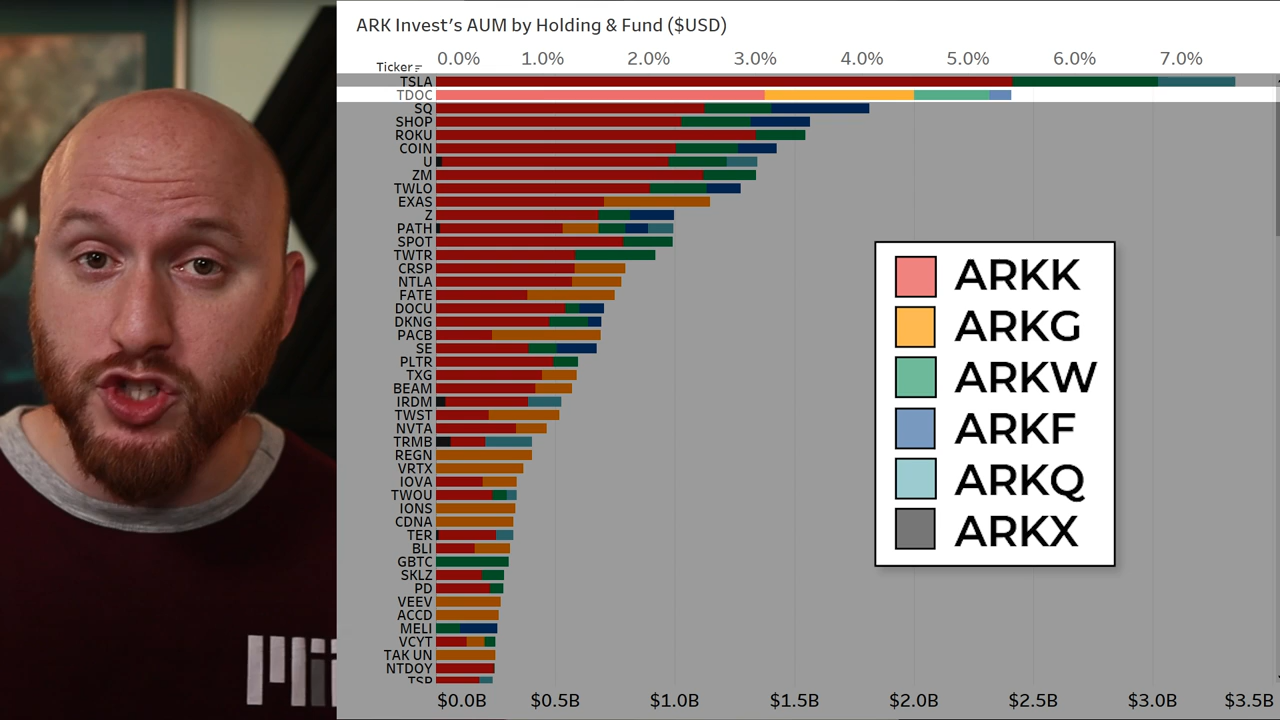 ARK Invest's AUM by Holding & Fund ($USD)
0.0% 1.0% 2.0% 3.0% 4.0% 5.0% 6.0% 7.0%
Ticker
TSLA
TDOC
SQ
SHOP
ROKU
COIN
U
ZM
TWLO
EXAS
Z
PATH
SPOT
TWTR
CRSP
NTLA
FATE
DOCU
DKNG
PACB
SE
PLTR
TXG
BEAM
IRDM
TWST
NVTA
TRMB
REGN
VRTX
IOVA
TWOU
IONS
CDNA
TER
BLI
GBTC
SKLZ
PD
VEEV
ACCD
MELI
VCYT
TAK UN
NTDOY
TSP
$0.0B $0.5B $1.0B $1.5B $2.0B $2.5B $3.0B $3.5B
ARKK
ARKG
ARKW
ARKF
ARKQ
ARKX